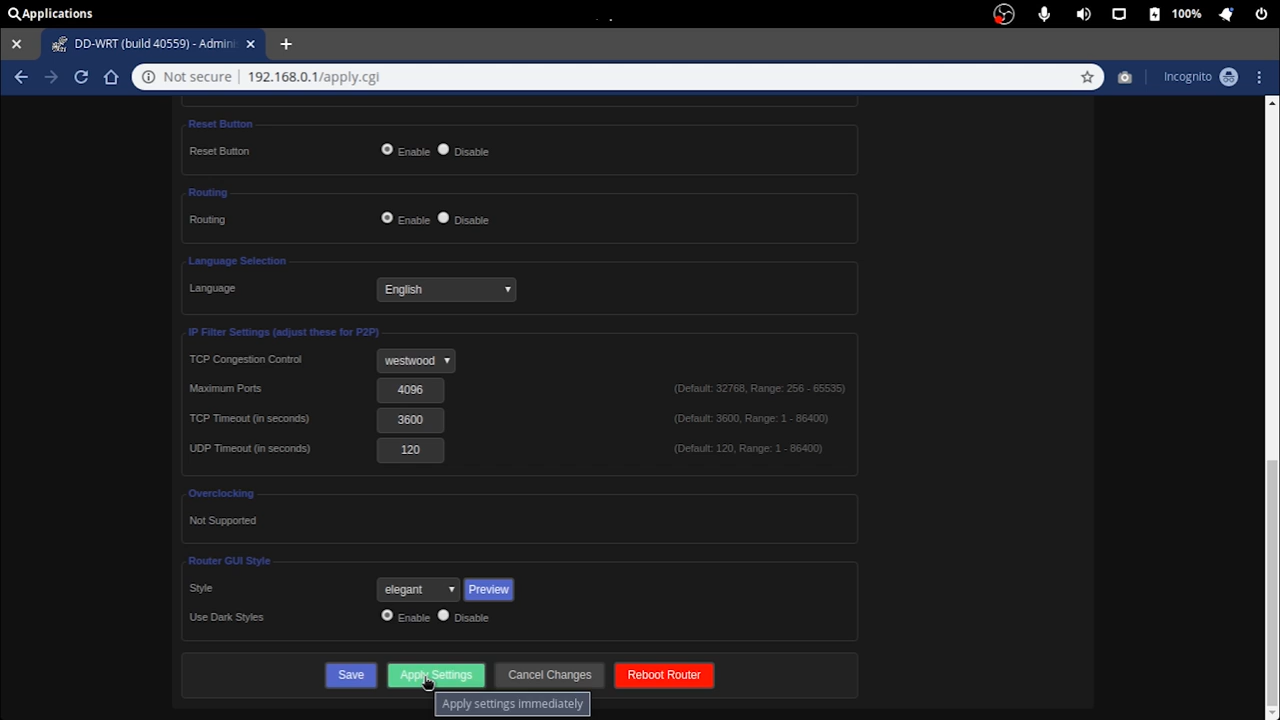 Applications
100%
DD-WRT (build 40559) - Admini
Not secure | 192.168.0.1/apply.cgi
Incognito
Reset Button
Reset Button Enable Disable
Routing
Routing Enable Disable
Language Selection
Language English
IP Filter Settings (adjust these for P2P)
TCP Congestion Control westwood
Maximum Ports 4096 (Default: 32768, Range: 256 - 65535)
TCP Timeout (in seconds) 3600 (Default: 3600, Range: 1 - 86400)
UDP Timeout (in seconds) 120 (Default: 120, Range: 1 - 86400)
Overclocking
Not Supported
Router GUI Style
Style elegant Preview
Use Dark Styles Enable Disable
Save Apply Settings Cancel Changes Reboot Router
Apply settings immediately